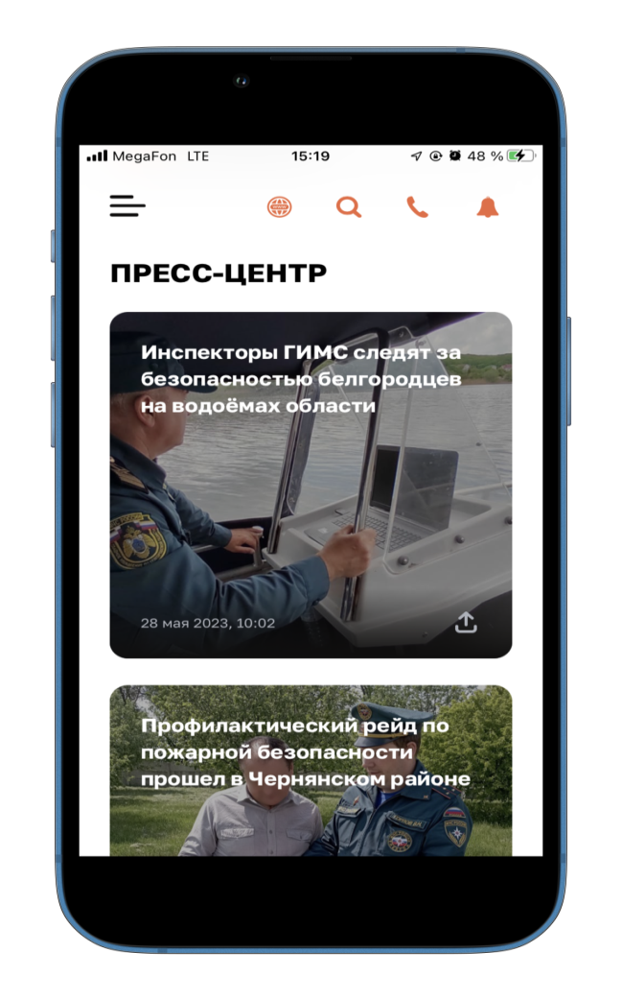 MegaFon LTE 15:19 48 %
ПРЕСС-ЦЕНТР
Инспекторы ГИМС следят за
безопасностью белгородцев
на водоёмах области
28 мая 2023, 10:02
Профилактический рейд по
пожарной безопасности
прошел в Чернянском районе